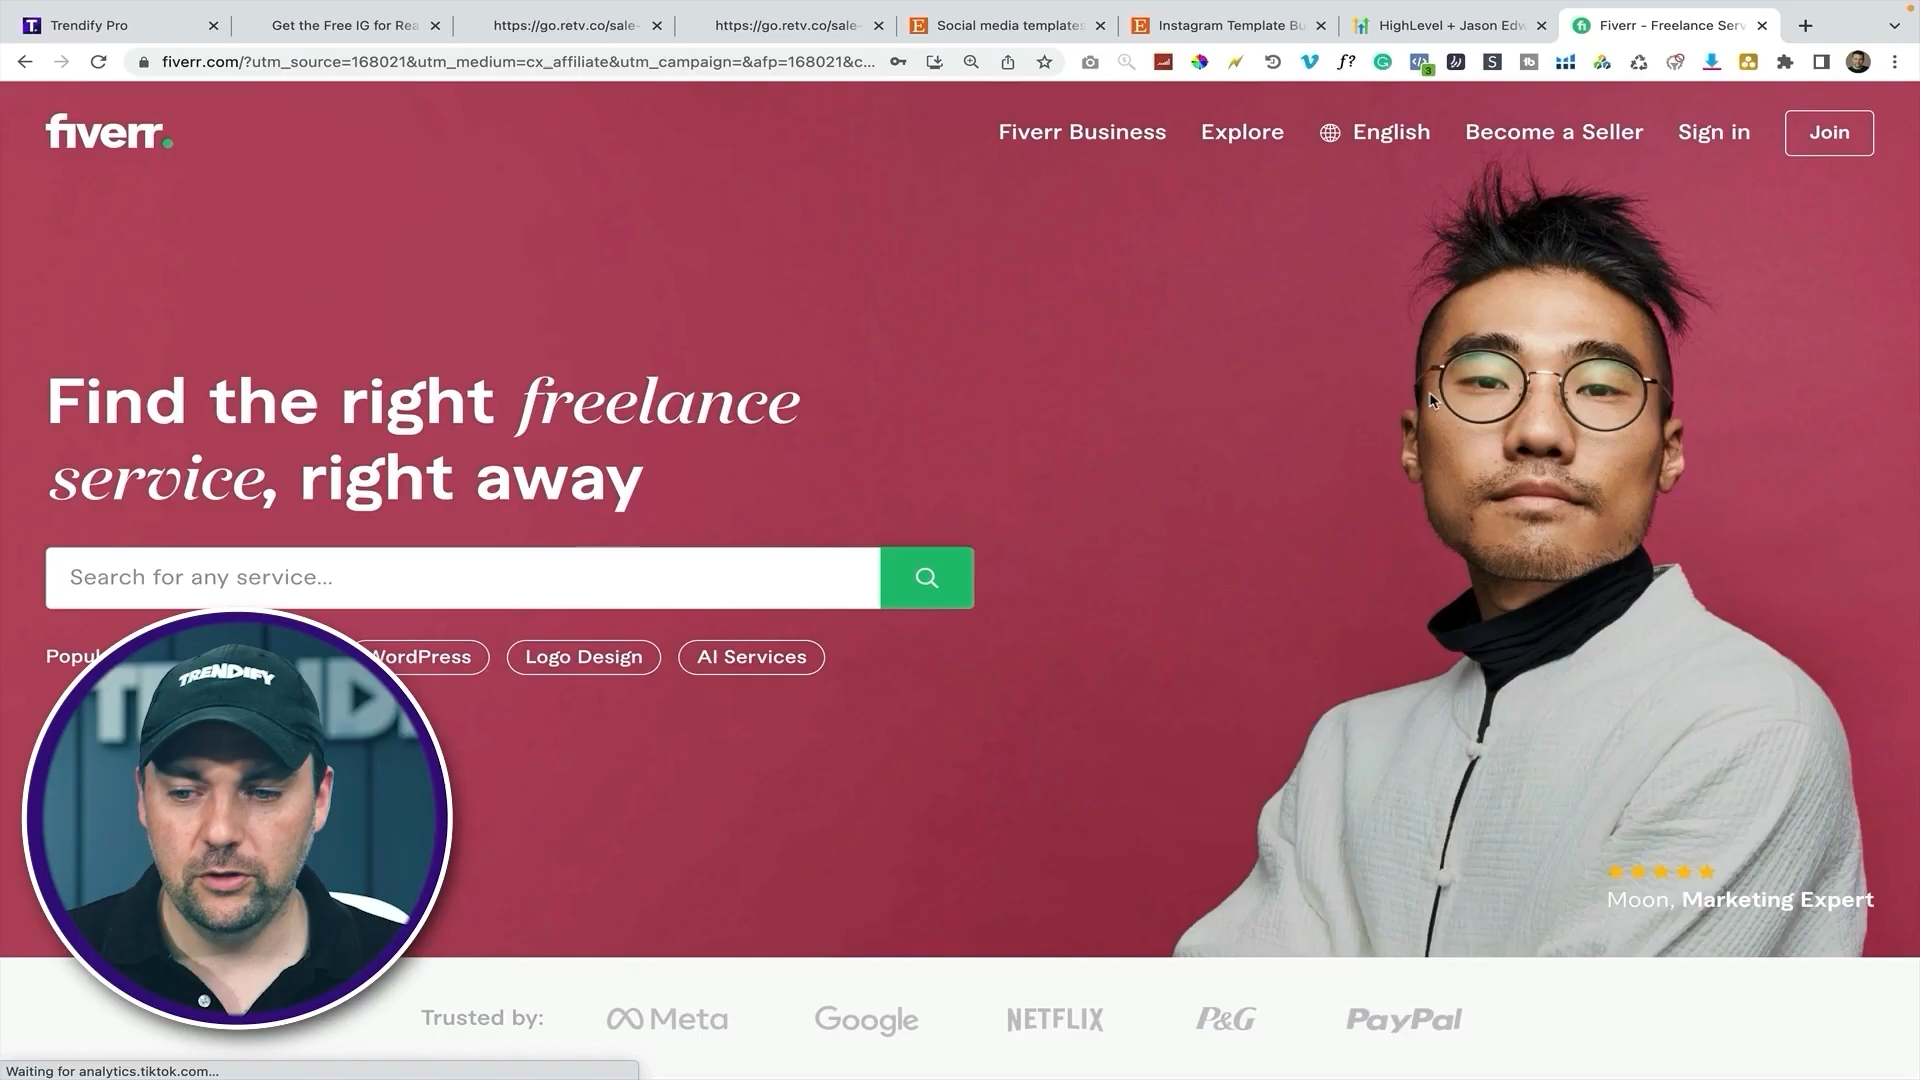 Trendify Pro
Get the Free IG for Rea
https://go.retv.co/sale-
https://go.retv.co/sale-
Social media templates
Instagram Template Bu
HighLevel + Jason Edw
Fiverr - Freelance Serv
fiverr.com/?utm_source=168021&utm_medium=cx_affiliate&utm_campaign=&afp=168021&c...
fiverr.
Fiverr Business
Explore
English
Become a Seller
Sign in
Join
Find the right freelance
service, right away
Search for any service...
Popul
WordPress
Logo Design
AI Services
TRENDIFY
Moon, Marketing Expert
Trusted by:
Meta
Google
NETFLIX
P&G
PayPal
Waiting for analytics.tiktok.com...